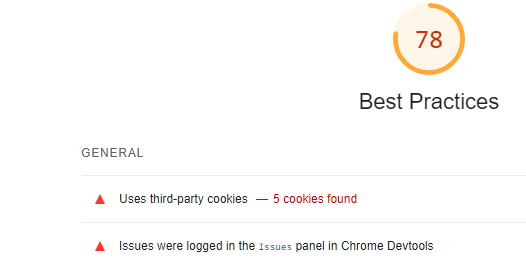 78
Best Practices
GENERAL
Uses third-party cookies — 5 cookies found
Issues were logged in the Issues panel in Chrome Devtools